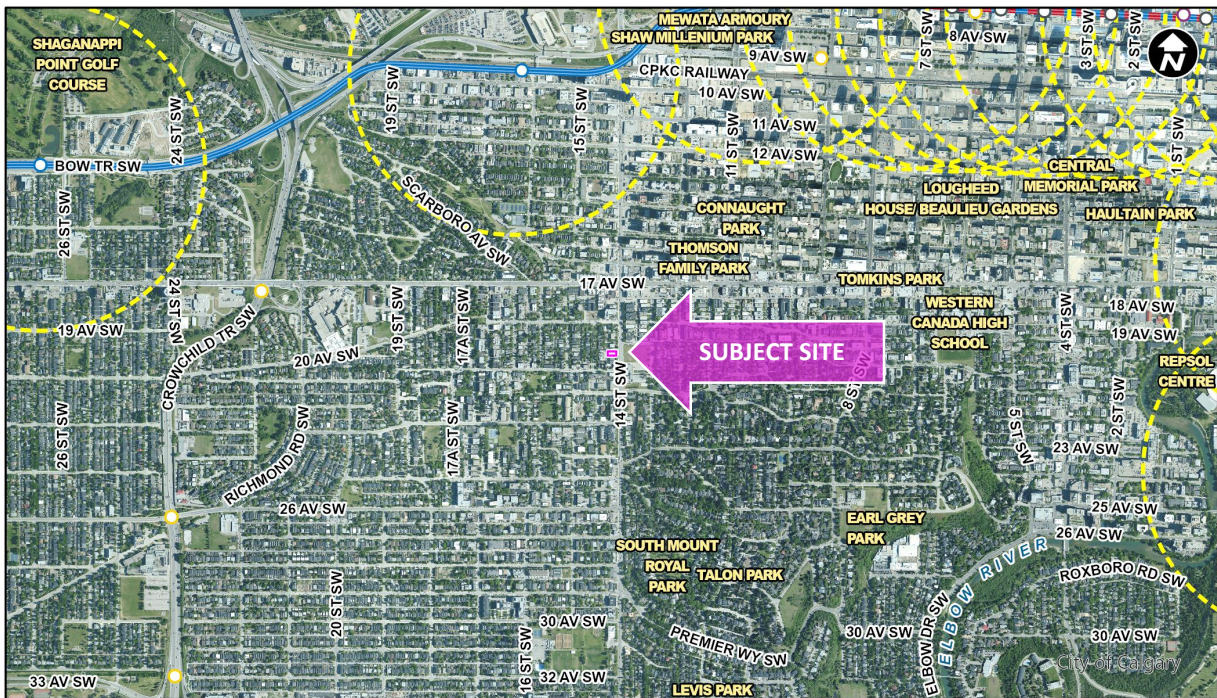 MEWATA ARMOURY
SHAW MILLENIUM PARK
SHAGANAPPI
POINT GOLF
COURSE
9 AV SW
8 AV SW
7 ST SW
3 ST SW
2 ST SW
N
CPKC RAILWAY
19 ST SW
15 ST SW
10 AV SW
24 ST SW
11 ST SW
11 AV SW
12 AV SW
1 ST SW
BOW TR SW
CENTRAL
MEMORIAL PARK
SCARBORO AV SW
LOUGHEED
HOUSE/ BEAULIEU GARDENS
HAULTAIN PARK
26 ST SW
CONNAUGHT
PARK
THOMSON
FAMILY PARK
17 AV SW
TOMKINS PARK
24 ST SW
CROWCHILD TR SW
19 ST SW
17A ST SW
WESTERN
CANADA HIGH
SCHOOL
4 ST SW
18 AV SW
19 AV SW
19 AV SW
20 AV SW
SUBJECT SITE
8 ST SW
REPSOL
CENTRE
14 ST SW
26 ST SW
RICHMOND RD SW
17A ST SW
5 ST SW
2 ST SW
23 AV SW
26 AV SW
25 AV SW
EARL GREY
PARK
26 AV SW
SOUTH MOUNT
ROYAL
PARK
TALON PARK
ELBOW RIVER
ROXBORO RD SW
20 ST SW
30 AV SW
PREMIER WY SW
30 AV SW
ELBOW DR SW
30 AV SW
16 ST SW
33 AV SW
32 AV SW
LEVIS PARK
City of Calgary